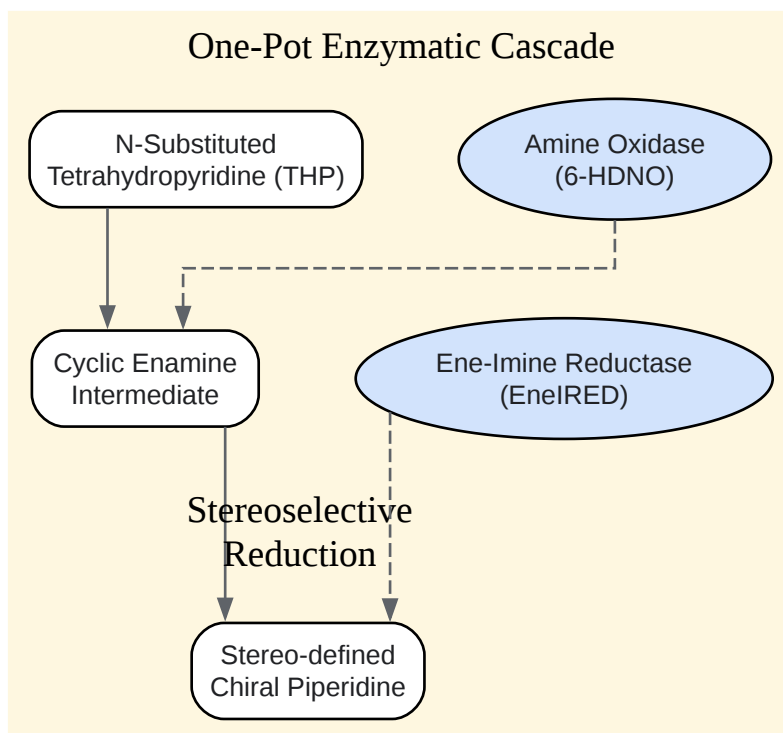 One-Pot Enzymatic Cascade
N-Substituted
Tetrahydropyridine (THP)
Amine Oxidase
(6-HDNO)
Cyclic Enamine
Intermediate
Ene-Imine Reductase
(EneIRED)
Stereoselective
Reduction
Stereo-defined
Chiral Piperidine